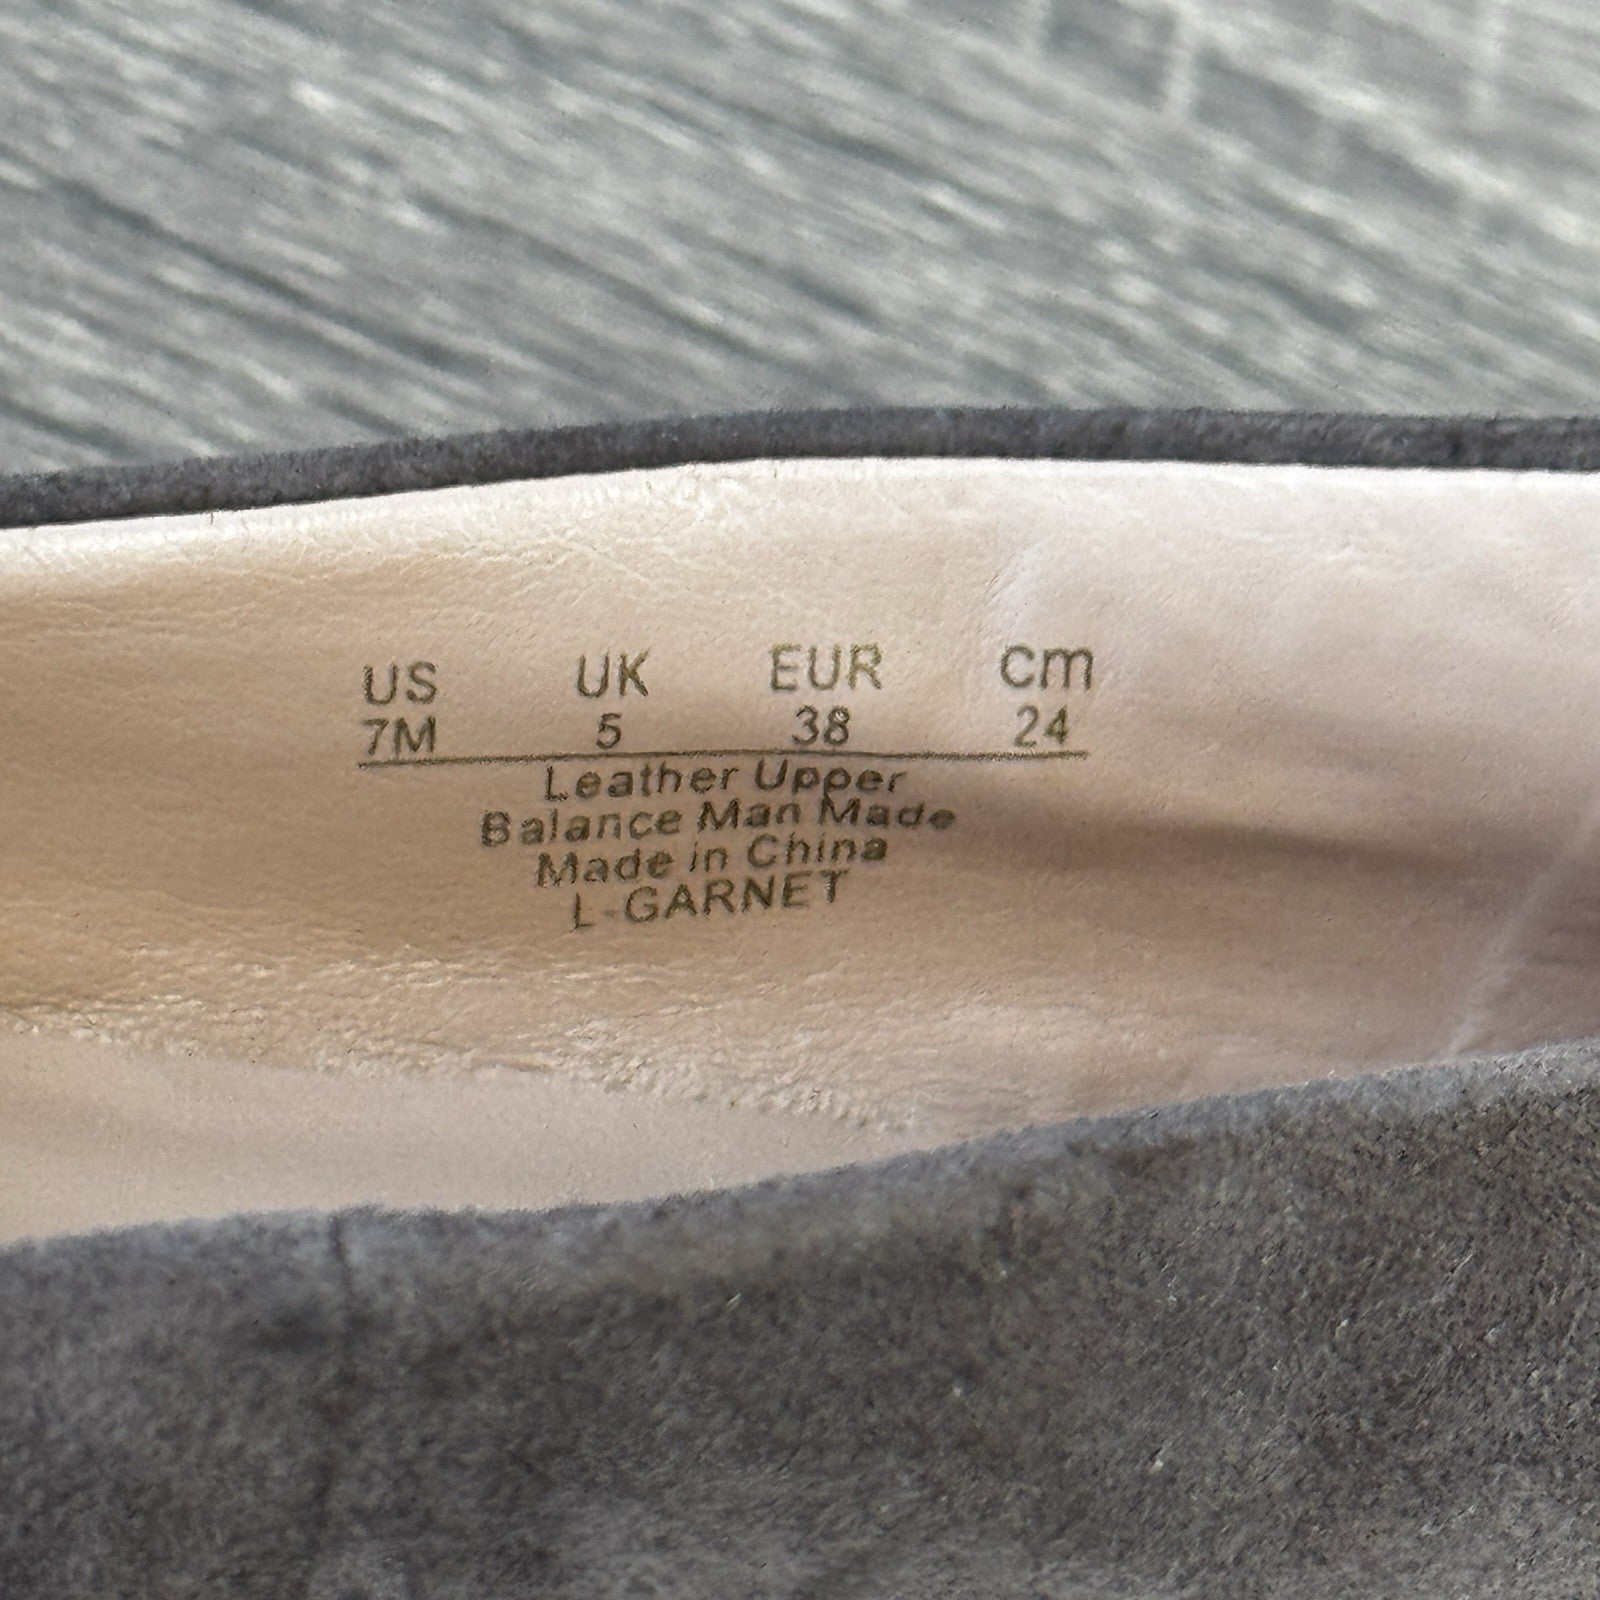 US UK EUR Cm
7M 5 38 24
Leather Upper
Balance Man Made
Made in China
L-GARNET